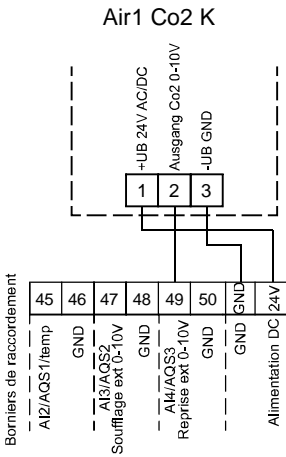 Air1 Co2 K
+UB 24V AC/DC
Ausgang Co2 0-10V
-UB GND
1 2 3
45 46 47 48 49 50 GND 24V
Borniers de raccordement
AI2/AQS1/temp
GND
AI3/AQS2
Soufflage ext 0-10V
GND
AI4/AQS3
Reprise ext 0-10V
GND
GND
Alimentation DC